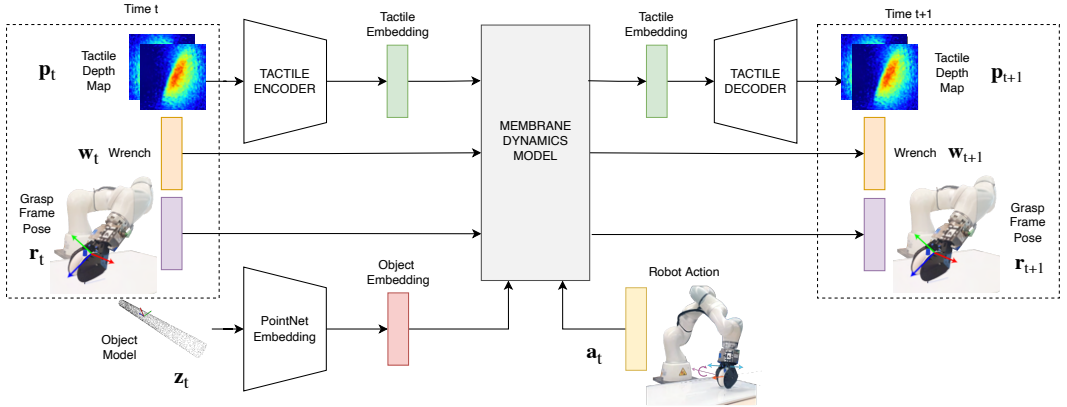 Time t
p_t
Tactile
Depth
Map
w_t
Wrench
Grasp
Frame
Pose
r_t
Object
Model
z_t
TACTILE
ENCODER
Tactile
Embedding
PointNet
Embedding
Object
Embedding
MEMBRANE
DYNAMICS
MODEL
Robot Action
a_t
Tactile
Embedding
TACTILE
DECODER
Time t+1
Tactile
Depth
Map
p_t+1
Wrench
w_t+1
Grasp
Frame
Pose
r_t+1